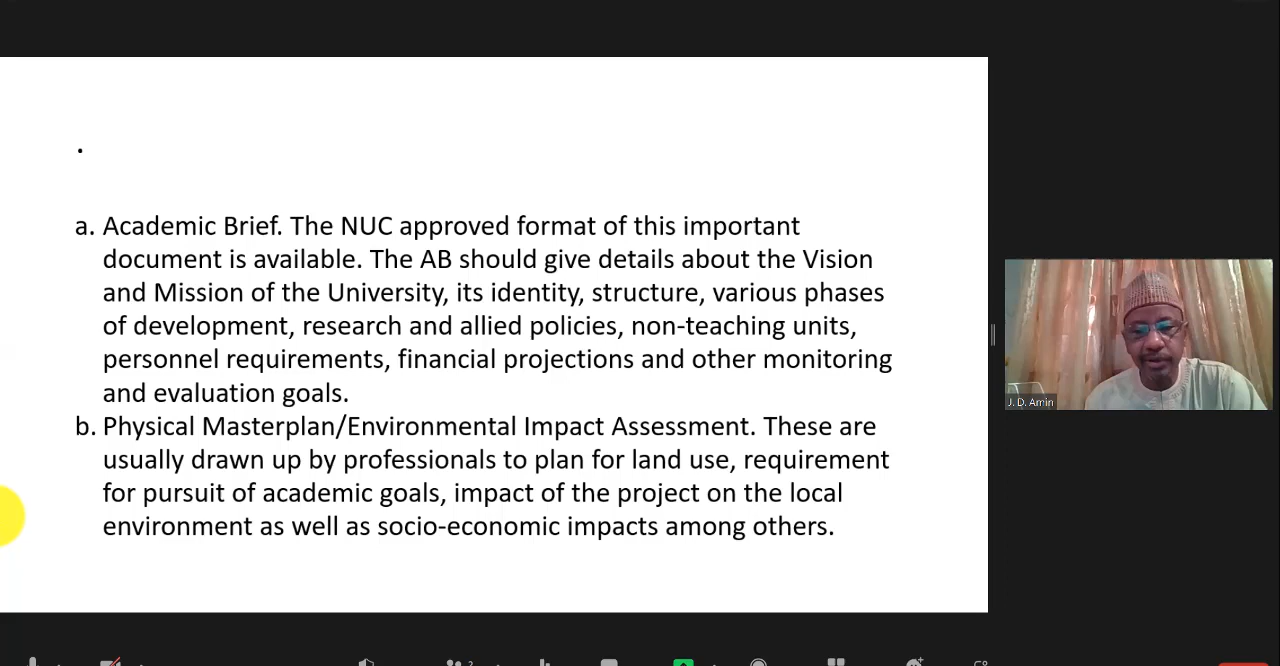 .
a. Academic Brief. The NUC approved format of this important
document is available. The AB should give details about the Vision
and Mission of the University, its identity, structure, various phases
of development, research and allied policies, non-teaching units,
personnel requirements, financial projections and other monitoring
and evaluation goals.
b. Physical Masterplan/Environmental Impact Assessment. These are
usually drawn up by professionals to plan for land use, requirement
for pursuit of academic goals, impact of the project on the local
environment as well as socio-economic impacts among others.
J. D. Amin